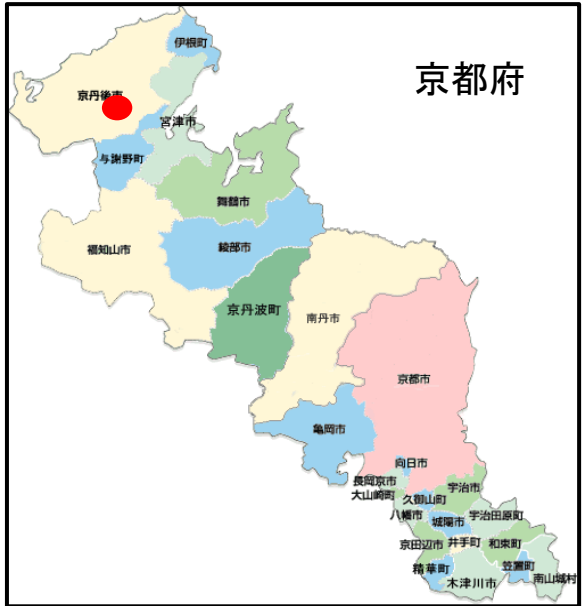 京都府
伊根町
京丹後市
宮津市
与謝野町
舞鶴市
綾部市
福知山市
京丹波町
南丹市
京都市
亀岡市
向日市
長岡京市
大山崎町
宇治市
久御山町
八幡市
城陽市
宇治田原町
京田辺市
井手町
和束町
精華町
笠置町
木津川市
南山城村